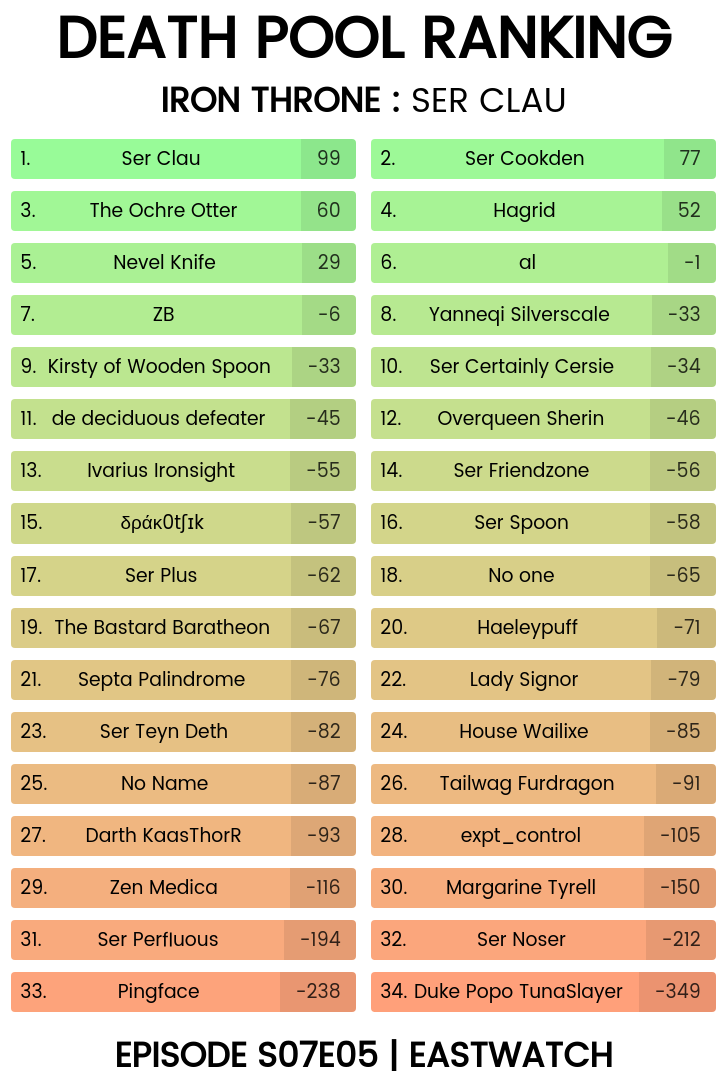 DEATH POOL RANKING
IRON THRONE : SER CLAU
1. Ser Clau 99
2. Ser Cookden 77
3. The Ochre Otter 60
4. Hagrid 52
5. Nevel Knife 29
6. al -1
7. ZB -6
8. Yanneqi Silverscale -33
9. Kirsty of Wooden Spoon -33
10. Ser Certainly Cersie -34
11. de deciduous defeater -45
12. Overqueen Sherin -46
13. Ivarius Ironsight -55
14. Ser Friendzone -56
15. δράκ0tʃɪk -57
16. Ser Spoon -58
17. Ser Plus -62
18. No one -65
19. The Bastard Baratheon -67
20. Haeleypuff -71
21. Septa Palindrome -76
22. Lady Signor -79
23. Ser Teyn Deth -82
24. House Wailixe -85
25. No Name -87
26. Tailwag Furdragon -91
27. Darth KaasThorR -93
28. expt_control -105
29. Zen Medica -116
30. Margarine Tyrell -150
31. Ser Perfluous -194
32. Ser Noser -212
33. Pingface -238
34. Duke Popo TunaSlayer -349
EPISODE S07E05 | EASTWATCH